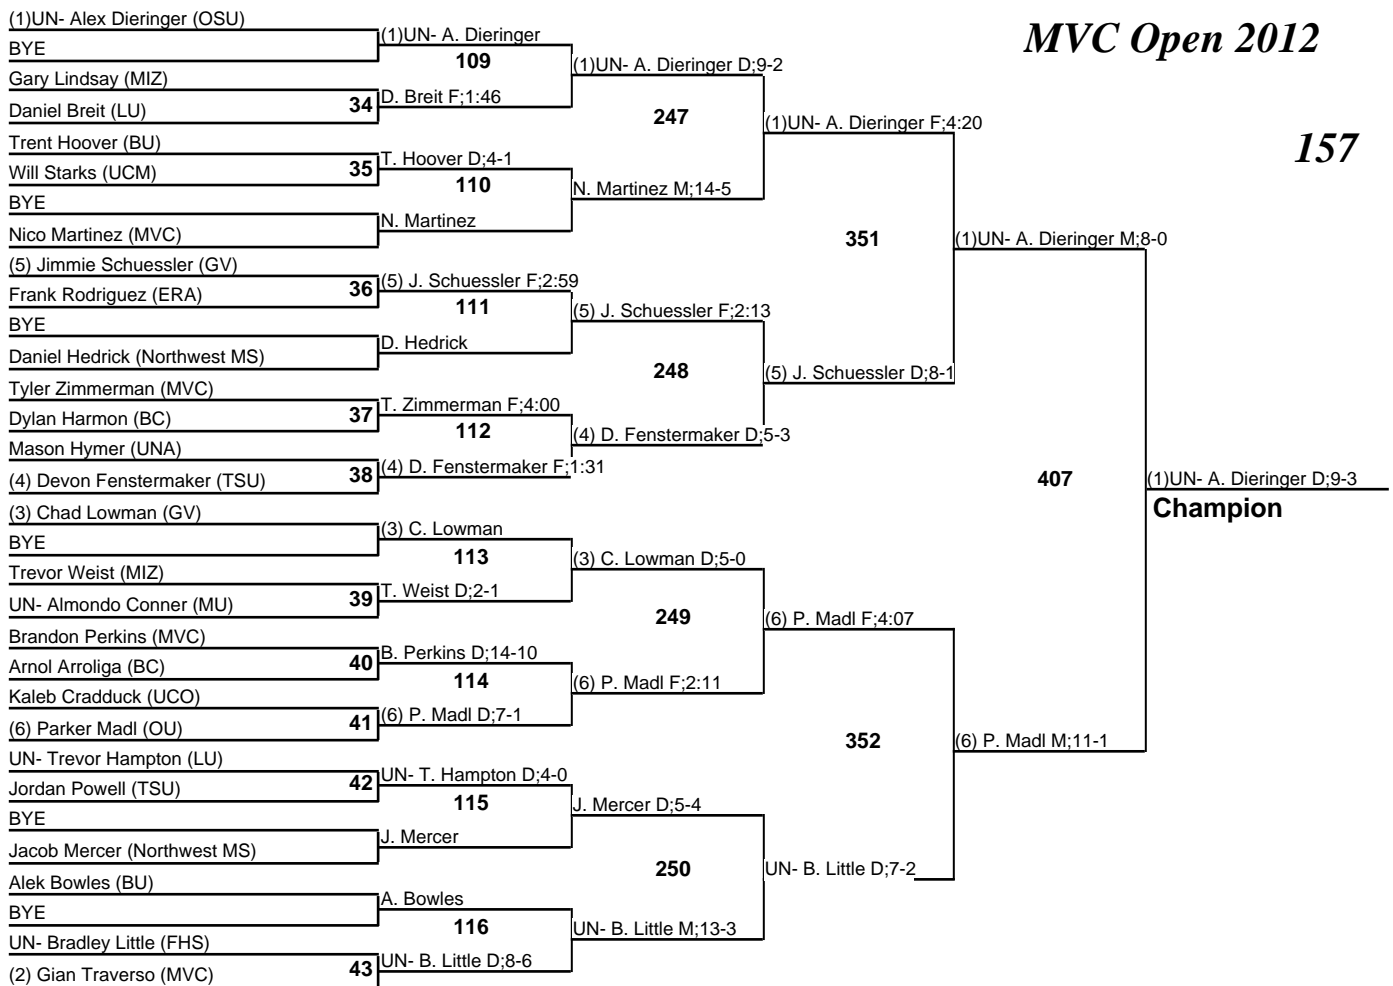 MVC Open 2012
157
(1)UN- Alex Dieringer (OSU)
BYE
Gary Lindsay (MIZ)
Daniel Breit (LU)
Trent Hoover (BU)
Will Starks (UCM)
BYE
Nico Martinez (MVC)
(5) Jimmie Schuessler (GV)
Frank Rodriguez (ERA)
BYE
Daniel Hedrick (Northwest MS)
Tyler Zimmerman (MVC)
Dylan Harmon (BC)
Mason Hymer (UNA)
(4) Devon Fenstermaker (TSU)
(3) Chad Lowman (GV)
BYE
Trevor Weist (MIZ)
UN- Almondo Conner (MU)
Brandon Perkins (MVC)
Arnol Arroliga (BC)
Kaleb Cradduck (UCO)
(6) Parker Madl (OU)
UN- Trevor Hampton (LU)
Jordan Powell (TSU)
BYE
Jacob Mercer (Northwest MS)
Alek Bowles (BU)
BYE
UN- Bradley Little (FHS)
(2) Gian Traverso (MVC)
34
35
36
37
38
39
40
41
42
43
(1)UN- A. Dieringer
109
D. Breit F;1:46
T. Hoover D;4-1
110
N. Martinez
(5) J. Schuessler F;2:59
111
D. Hedrick
T. Zimmerman F;4:00
112
(4) D. Fenstermaker F;1:31
(3) C. Lowman
113
T. Weist D;2-1
B. Perkins D;14-10
114
(6) P. Madl D;7-1
UN- T. Hampton D;4-0
115
J. Mercer
A. Bowles
116
UN- B. Little D;8-6
(1)UN- A. Dieringer D;9-2
247
N. Martinez M;14-5
(5) J. Schuessler F;2:13
248
(4) D. Fenstermaker D;5-3
(3) C. Lowman D;5-0
249
(6) P. Madl F;2:11
J. Mercer D;5-4
250
UN- B. Little M;13-3
(1)UN- A. Dieringer F;4:20
351
(5) J. Schuessler D;8-1
(6) P. Madl F;4:07
352
UN- B. Little D;7-2
(1)UN- A. Dieringer M;8-0
407
(6) P. Madl M;11-1
(1)UN- A. Dieringer D;9-3
Champion